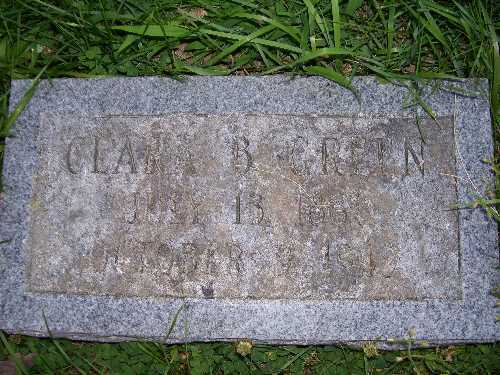 CLARA B. GREEN
JULY 13,
OCTOBER